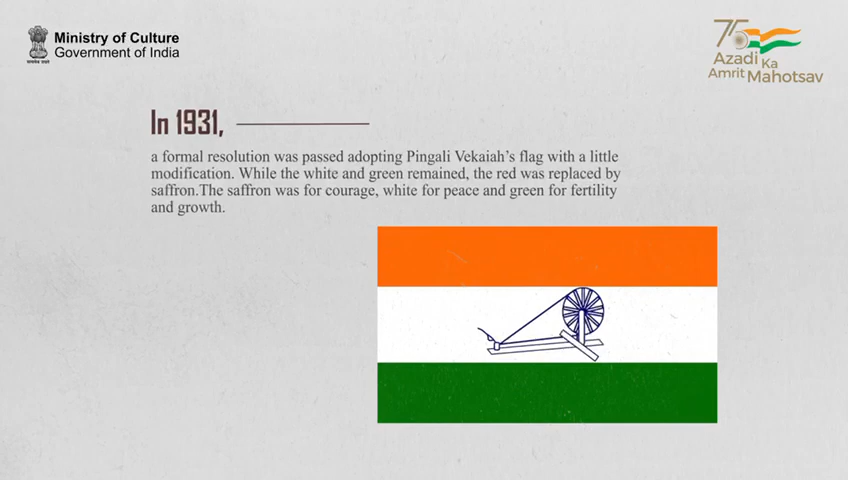 Ministry of Culture
Government of India
75
Azadi Ka
Amrit Mahotsav
In 1931,
a formal resolution was passed adopting Pingali Vekaiah's flag with a little
modification. While the white and green remained, the red was replaced by
saffron.The saffron was for courage, white for peace and green for fertility
and growth.